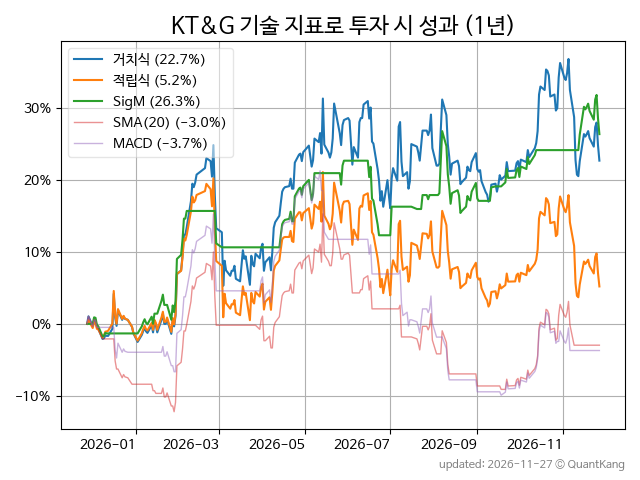 KT&G 기술 지표로 투자 시 성과 (1년)
거치식 (22.7%)
적립식 (5.2%)
SigM (26.3%)
SMA(20) (−3.0%)
MACD (−3.7%)
30%
20%
10%
0%
−10%
2026-01 2026-03 2026-05 2026-07 2026-09 2026-11
updated: 2026-11-27 © QuantKang